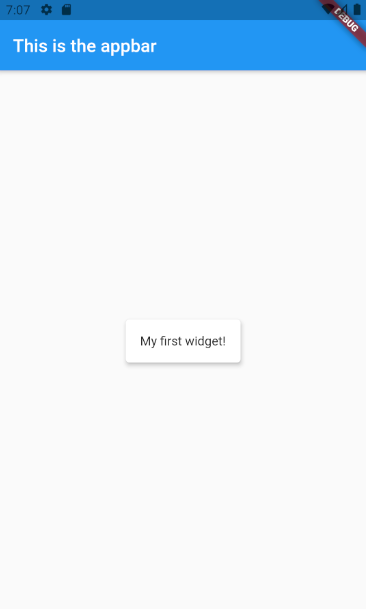 7:07
DEBUG
This is the appbar
My first widget!